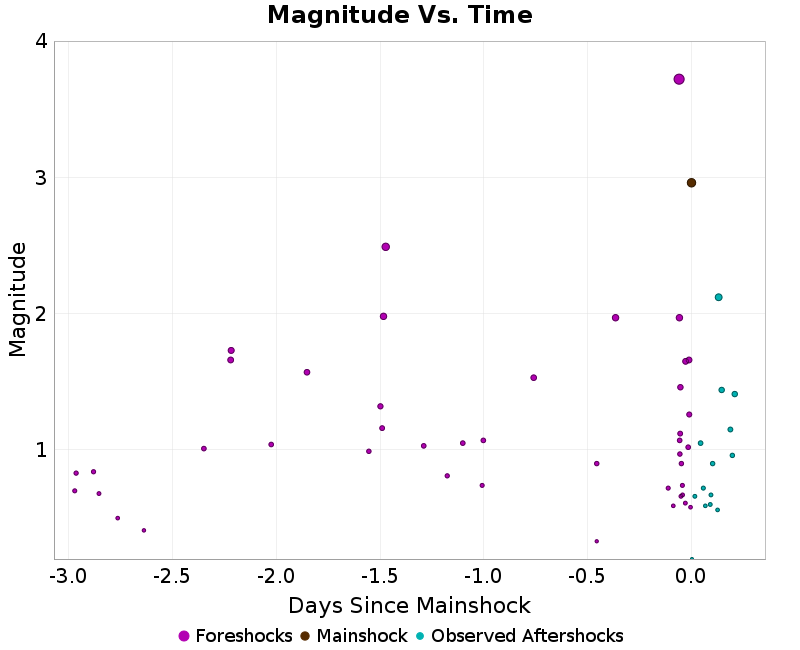 Magnitude Vs. Time
4
3
2
1
Magnitude
-3.0 -2.5 -2.0 -1.5 -1.0 -0.5 0.0
Days Since Mainshock
Foreshocks Mainshock Observed Aftershocks